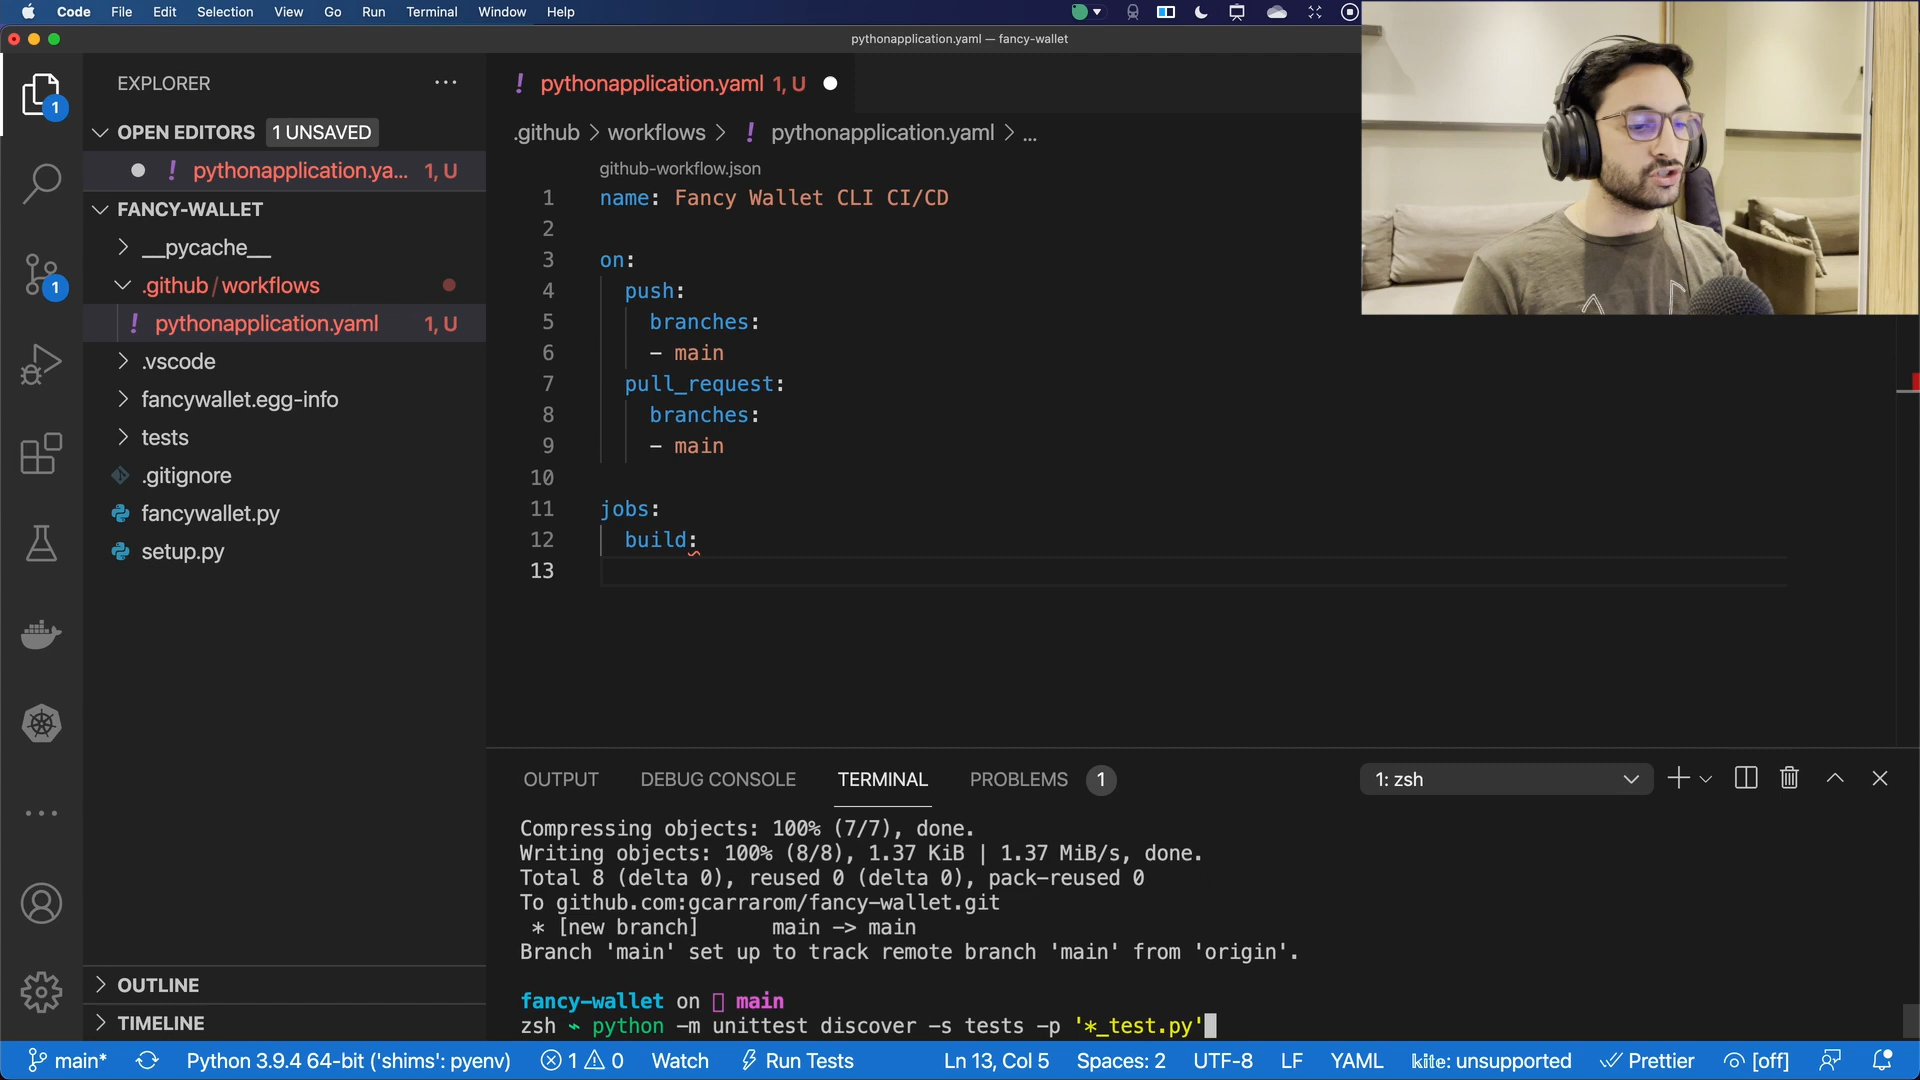 Code File Edit Selection View Go Run Terminal Window Help
pythonapplication.yaml — fancy-wallet
EXPLORER
1
OPEN EDITORS 1 UNSAVED
pythonapplication.ya... 1, U
FANCY-WALLET
__pycache__
1
.github/workflows
! pythonapplication.yaml 1, U
.vscode
fancywallet.egg-info
tests
.gitignore
fancywallet.py
setup.py
OUTLINE
TIMELINE
! pythonapplication.yaml 1, U
.github > workflows > ! pythonapplication.yaml > ...
github-workflow.json
1 name: Fancy Wallet CLI CI/CD
2
3 on:
4 push:
5 branches:
6 - main
7 pull_request:
8 branches:
9 - main
10
11 jobs:
12 build:
13
OUTPUT DEBUG CONSOLE TERMINAL PROBLEMS 1 1: zsh
Compressing objects: 100% (7/7), done.
Writing objects: 100% (8/8), 1.37 KiB | 1.37 MiB/s, done.
Total 8 (delta 0), reused 0 (delta 0), pack-reused 0
To github.com:gcarrarom/fancy-wallet.git
* [new branch] main -> main
Branch 'main' set up to track remote branch 'main' from 'origin'.
fancy-wallet on main
zsh python -m unittest discover -s tests -p '*_test.py'
main* Python 3.9.4 64-bit ('shims': pyenv) 1 0 Watch Run Tests Ln 13, Col 5 Spaces: 2 UTF-8 LF YAML kite: unsupported Prettier [off]